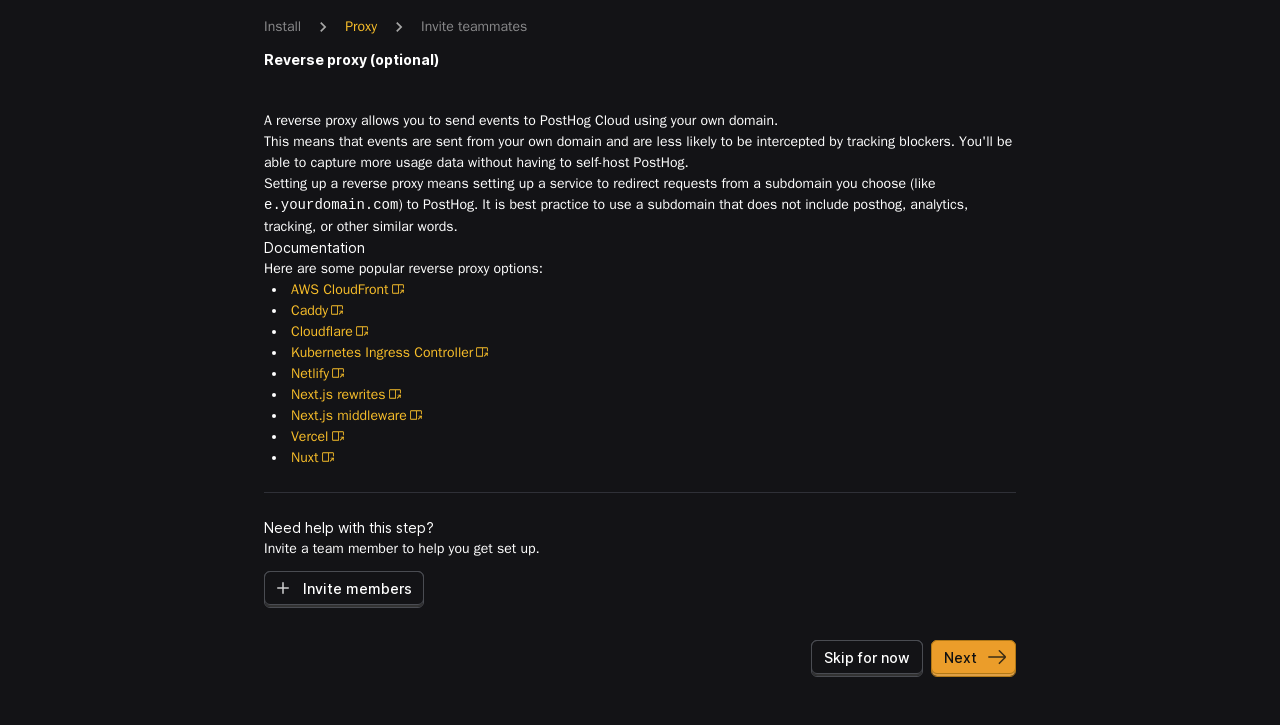 Install
Proxy
Invite teammates
Reverse proxy (optional)
A reverse proxy allows you to send events to PostHog Cloud using your own domain.
This means that events are sent from your own domain and are less likely to be intercepted by tracking blockers. You'll be
able to capture more usage data without having to self-host PostHog.
Setting up a reverse proxy means setting up a service to redirect requests from a subdomain you choose (like
e.yourdomain.com) to PostHog. It is best practice to use a subdomain that does not include posthog, analytics,
tracking, or other similar words.
Documentation
Here are some popular reverse proxy options:
• AWS CloudFront
• Caddy
• Cloudflare
• Kubernetes Ingress Controller
• Netlify
• Next.js rewrites
• Next.js middleware
• Vercel
• Nuxt
Need help with this step?
Invite a team member to help you get set up.
Invite members
Skip for now
Next